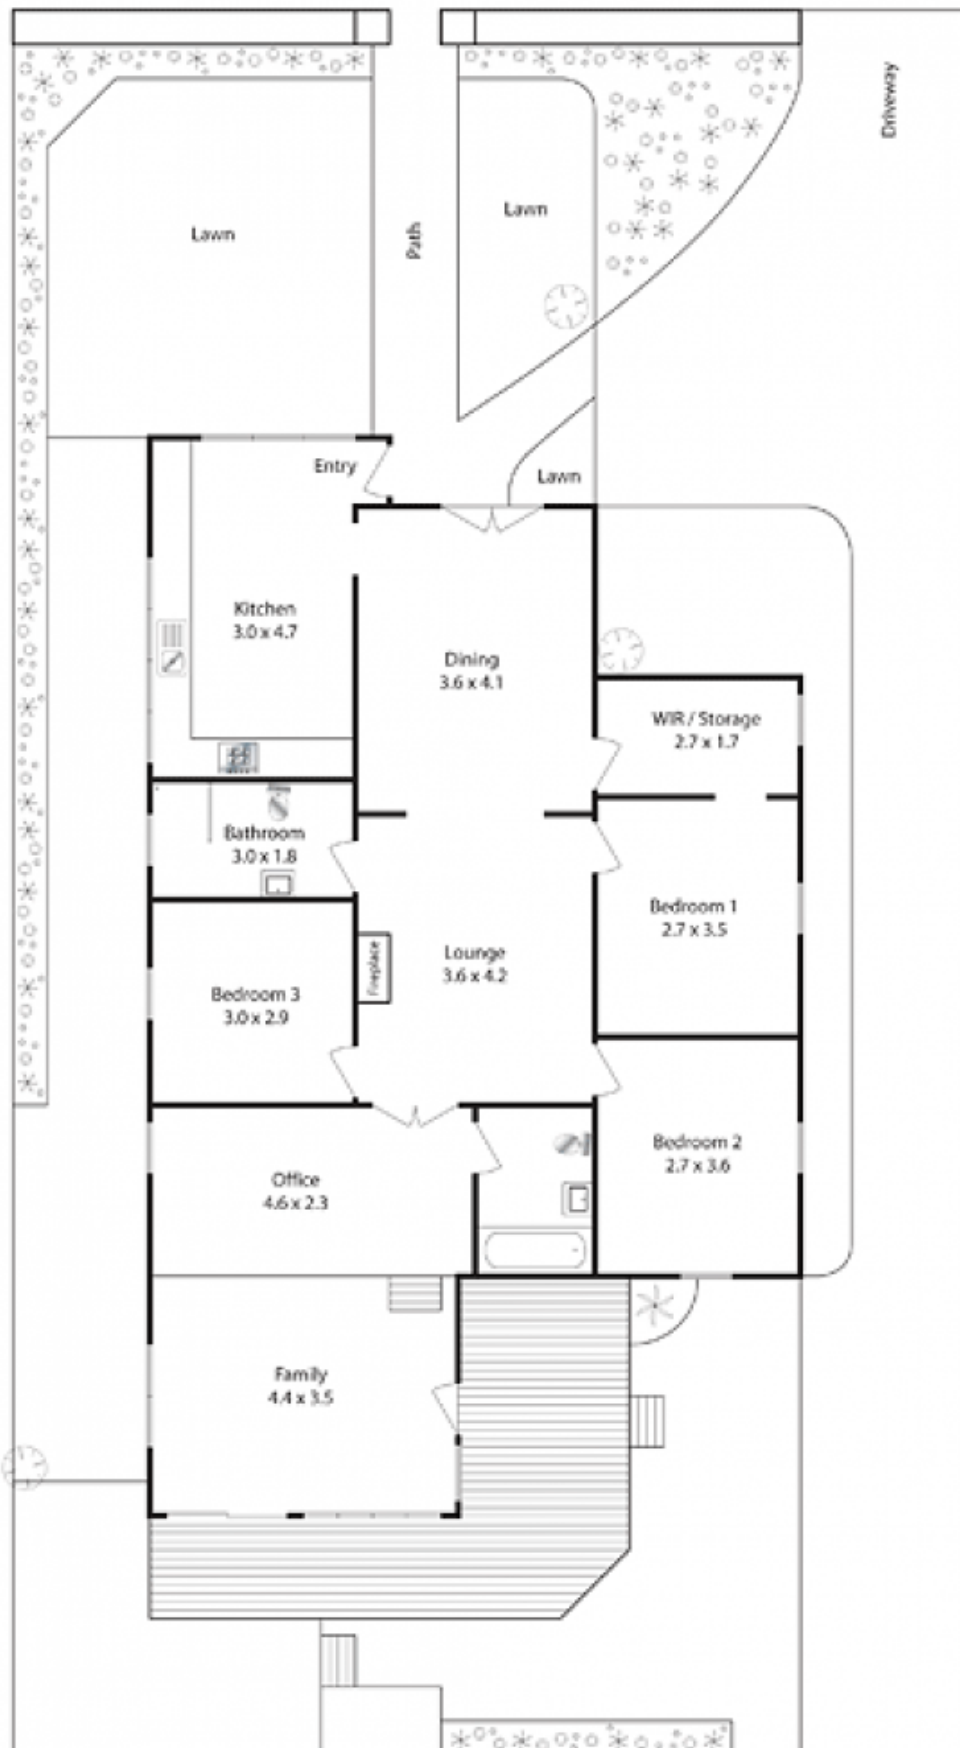 Driveway
Lawn
Path
Lawn
Entry
Lawn
Kitchen
3.0 x 4.7
Dining
3.6 x 4.1
WIR / Storage
2.7 x 1.7
Bathroom
3.0 x 1.8
Bedroom 1
2.7 x 3.5
Lounge
3.6 x 4.2
Fireplace
Bedroom 3
3.0 x 2.9
Bedroom 2
2.7 x 3.6
Office
4.6 x 2.3
Family
4.4 x 3.5